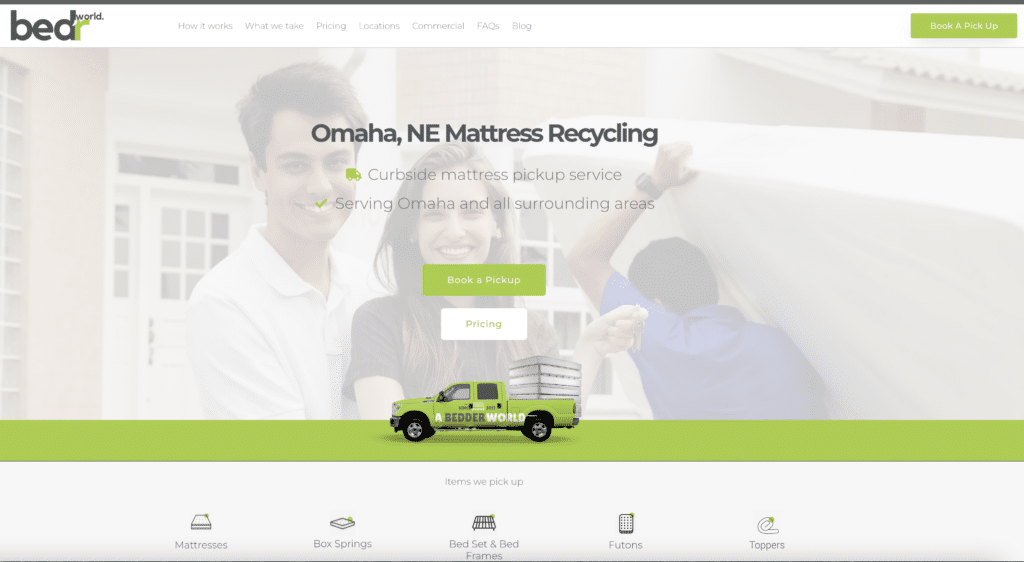 bedr world.
How it works What we take Pricing Locations Commercial FAQs Blog
Book A Pick Up
Omaha, NE Mattress Recycling
Curbside mattress pickup service
Serving Omaha and all surrounding areas
Book a Pickup
Pricing
A BEDDER WORLD
Items we pick up
Mattresses
Box Springs
Bed Set & Bed
Frames
Futons
Toppers